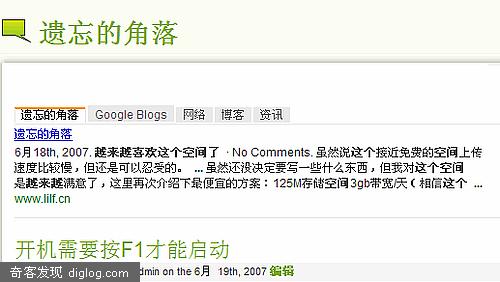 遗忘的角落
遗忘的角落 Google Blogs 网络 博客 资讯
遗忘的角落
6月18th, 2007. 越来越喜欢这个空间了 · No Comments. 虽然说这个接近免费的空间上传
速度比较慢，但还是可以忍受的。 ... 虽然还没决定要写一些什么东西，但我对这个空间
是越来越满意了，这里再次介绍下最便宜的方案：125M存储空间3gb带宽/天（相信这个 ...
www.lilf.cn
开机需要按F1才能启动
奇客发现 diglog.com dmin on the 6月 19th, 2007 编辑